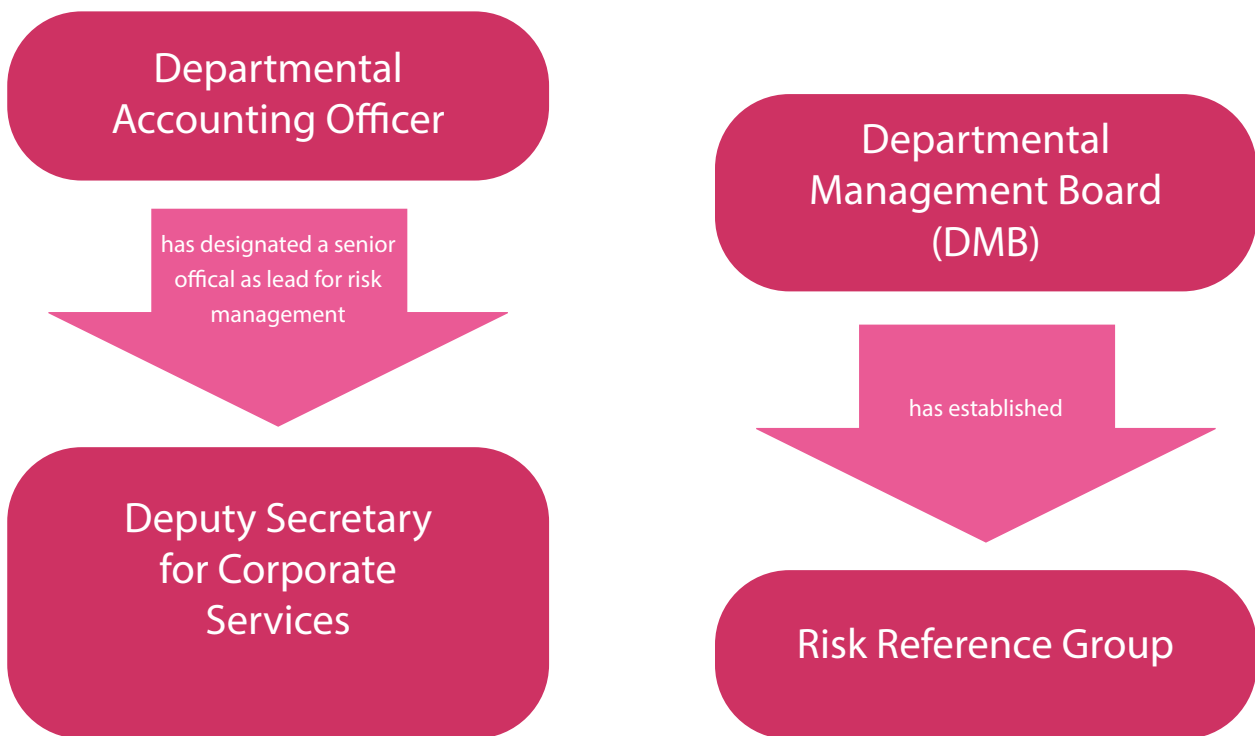 Departmental
Accounting Officer
has designated a senior
offical as lead for risk
management
Deputy Secretary
for Corporate
Services
Departmental
Management Board
(DMB)
has established
Risk Reference Group